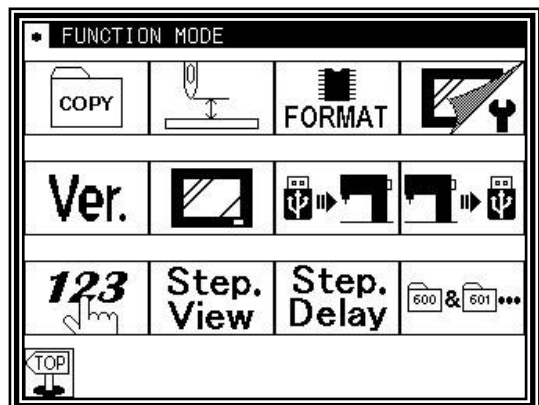 FUNCTION MODE
COPY
FORMAT
Ver.
123
Step.
View
Step.
Delay
600 & 601 •••
TOP